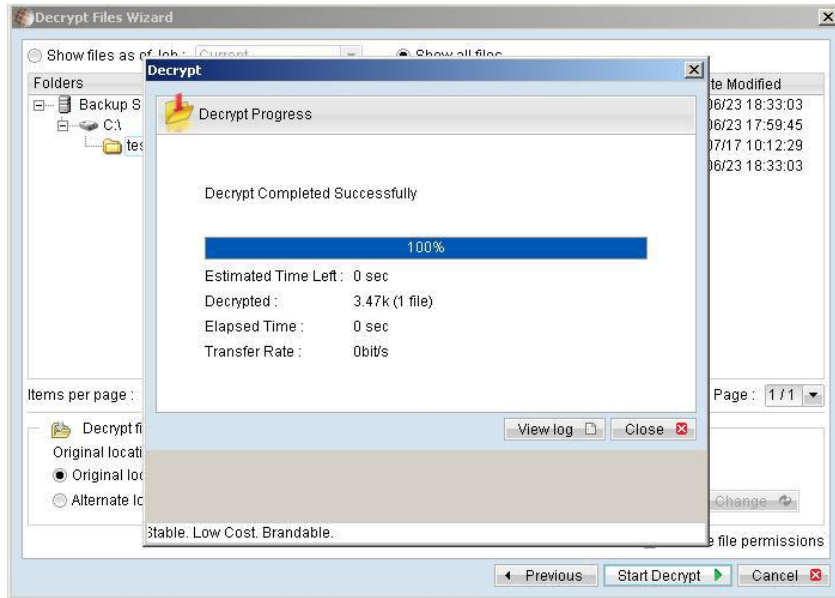 Decrypt Files Wizard
Show files as of Job : Current Show all files
Decrypt
Folders
te Modified
Backup S
06/23 18:33:03
C:\
06/23 17:59:45
tes
07/17 10:12:29
06/23 18:33:03
Decrypt Progress
Decrypt Completed Successfully
100%
Estimated Time Left : 0 sec
Decrypted : 3.47k (1 file)
Elapsed Time : 0 sec
Transfer Rate : 0bit/s
Items per page :
Page : 1 / 1
View log Close
Decrypt fi
Original locati
Original loc
Alternate lo
Change
Stable. Low Cost. Brandable.
e file permissions
Previous Start Decrypt Cancel